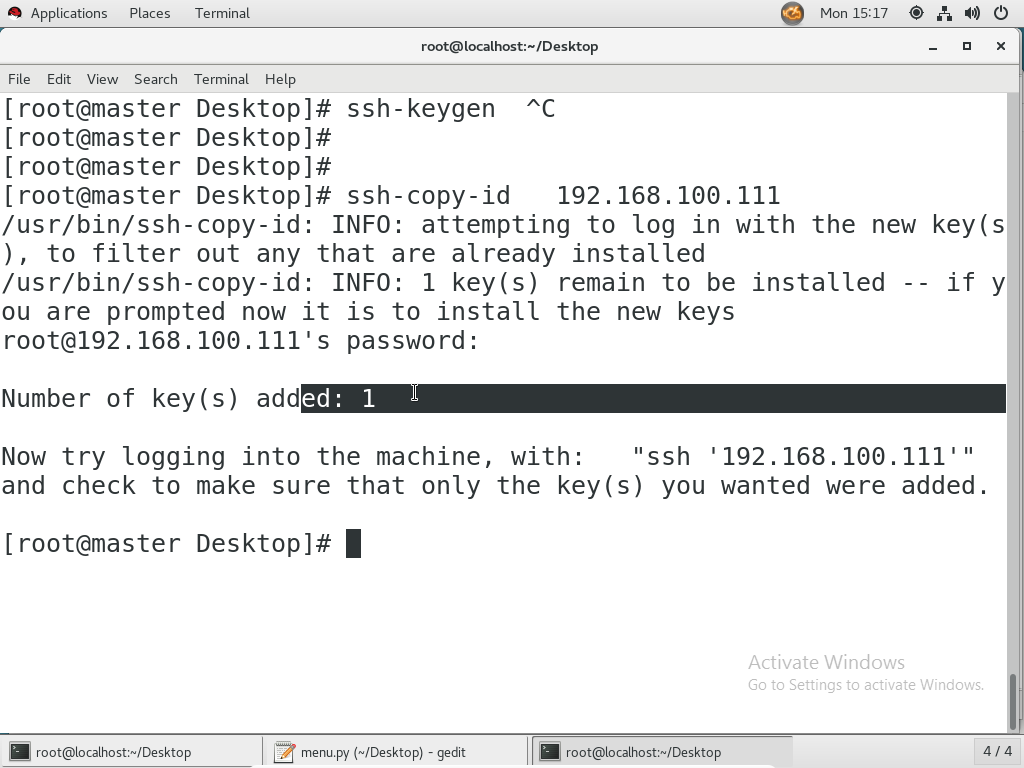 Applications Places Terminal Mon 15:17
root@localhost:~/Desktop
File Edit View Search Terminal Help
[root@master Desktop]# ssh-keygen  ^C
[root@master Desktop]#
[root@master Desktop]#
[root@master Desktop]# ssh-copy-id   192.168.100.111
/usr/bin/ssh-copy-id: INFO: attempting to log in with the new key(s
), to filter out any that are already installed
/usr/bin/ssh-copy-id: INFO: 1 key(s) remain to be installed -- if y
ou are prompted now it is to install the new keys
root@192.168.100.111's password:
Number of key(s) added: 1
Now try logging into the machine, with:   "ssh '192.168.100.111'"
and check to make sure that only the key(s) you wanted were added.
[root@master Desktop]#
Activate Windows
Go to Settings to activate Windows.
root@localhost:~/Desktop menu.py (~/Desktop) - gedit root@localhost:~/Desktop 4 / 4